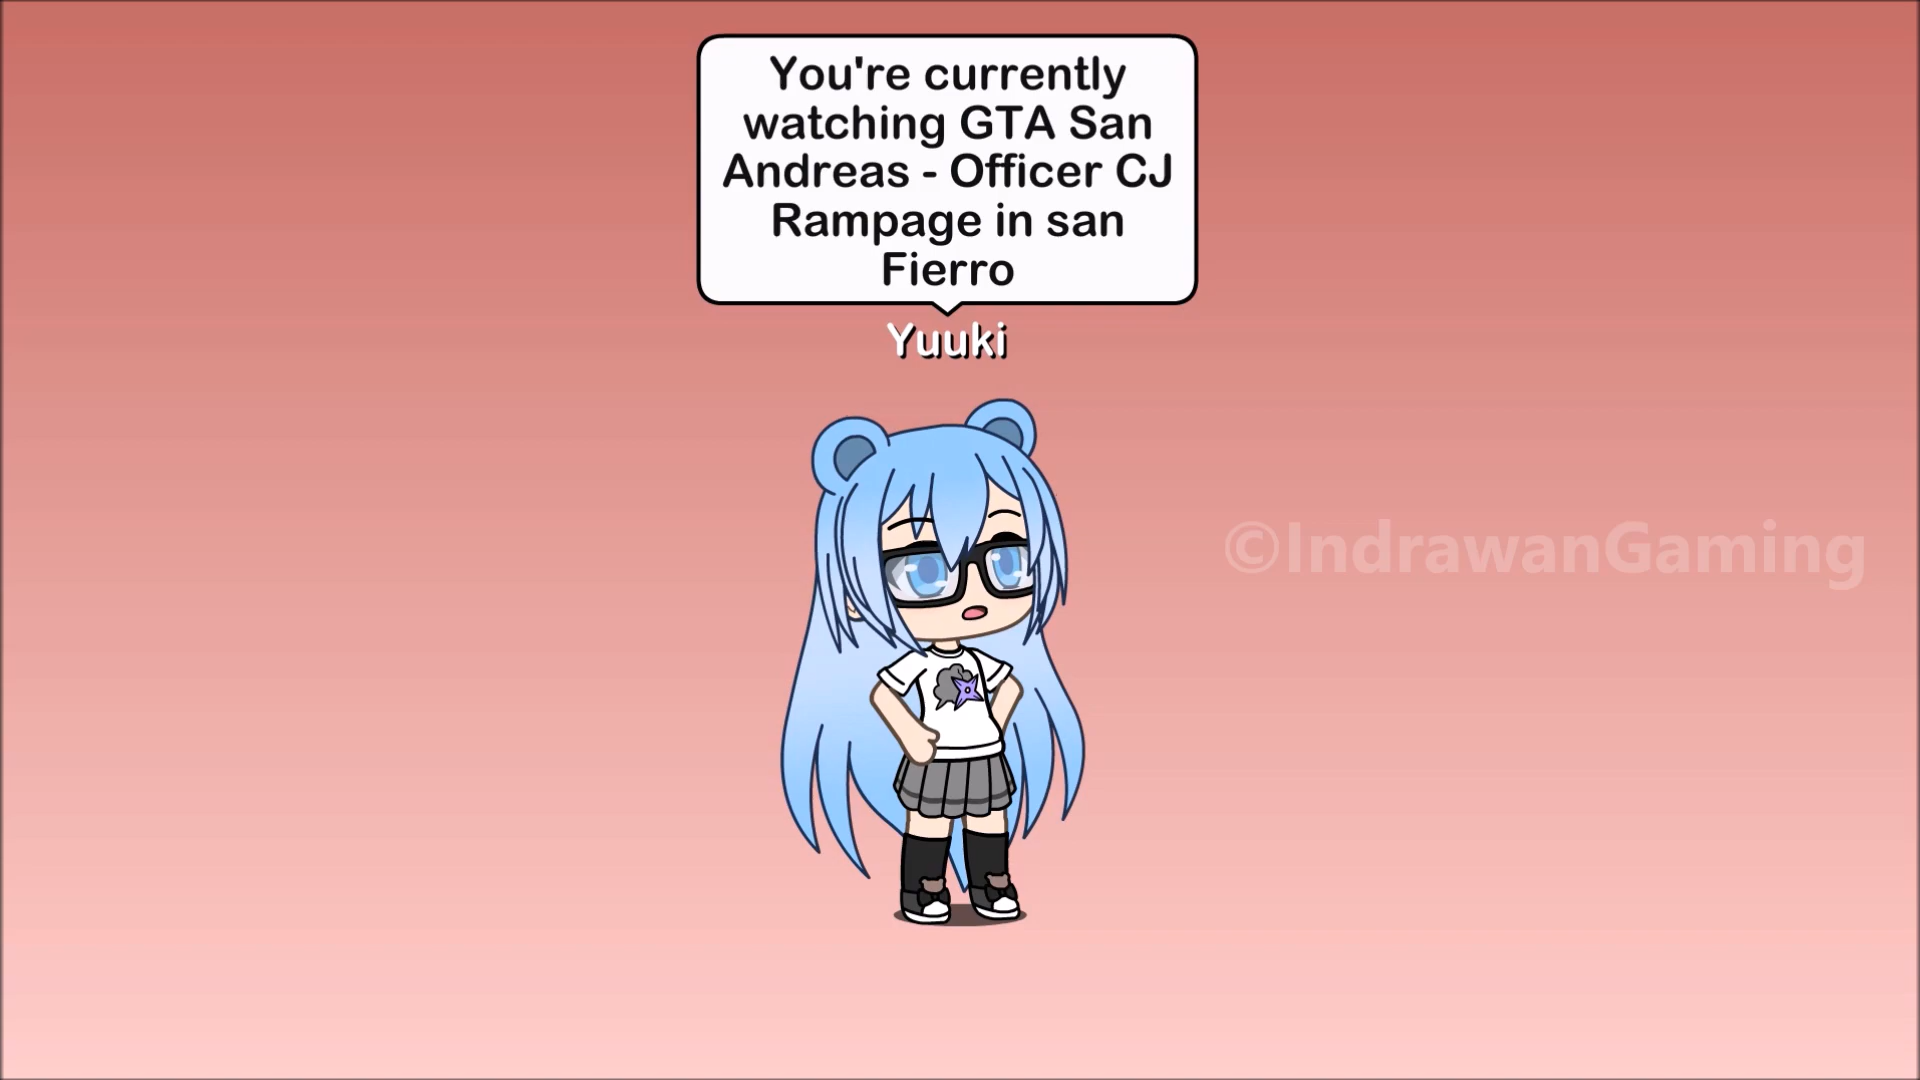 You're currently
watching GTA San
Andreas - Officer CJ
Rampage in san
Fierro
Yuuki
©IndrawanGaming